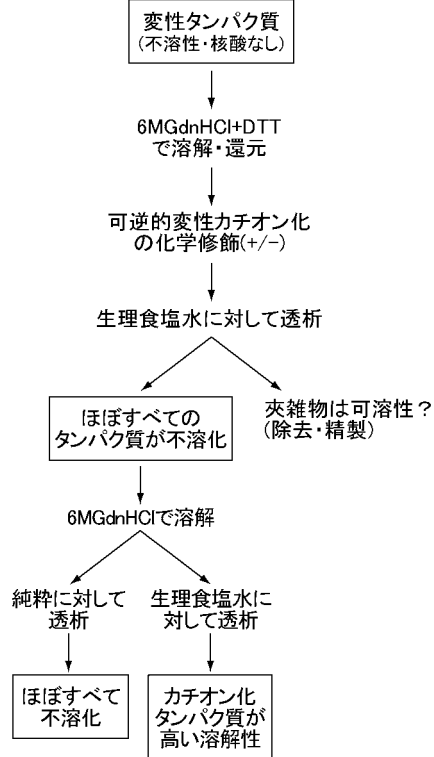 変性タンパク質
(不溶性・核酸なし)
6MGdnHCl+DTT
で溶解・還元
可逆的変性カチオン化
の化学修飾(+/−)
生理食塩水に対して透析
ほぼすべての
タンパク質が不溶化
夾雑物は可溶性？
(除去・精製)
6MGdnHClで溶解
純粋に対して
透析
生理食塩水に
対して透析
ほぼすべて
不溶化
カチオン化
タンパク質が
高い溶解性